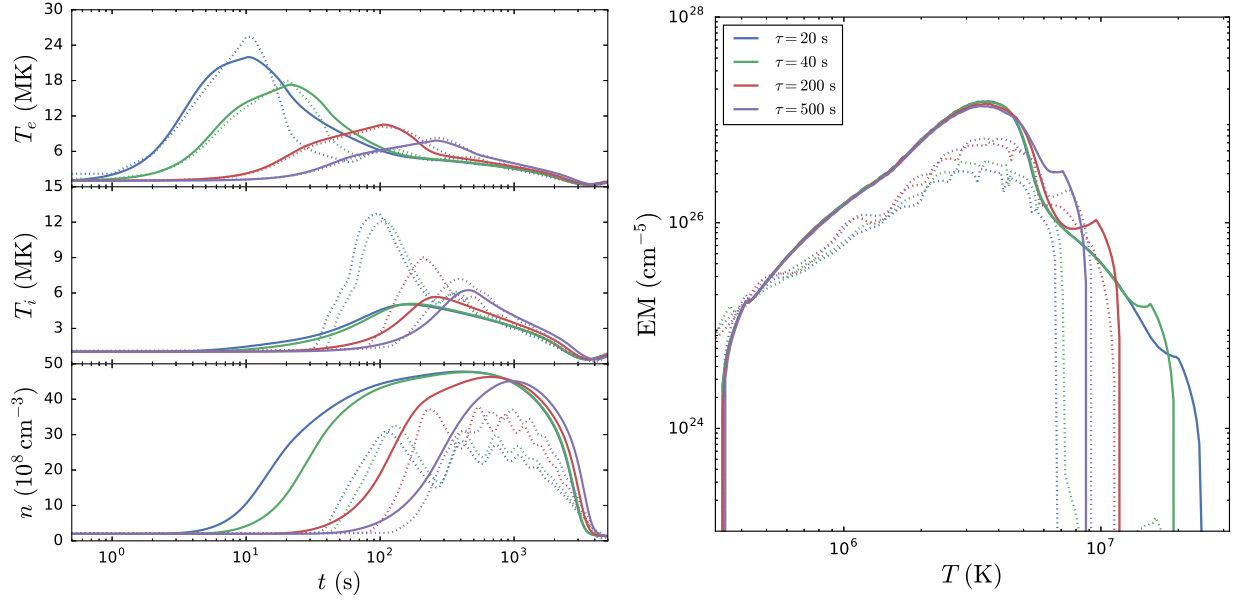 30
24
18
12
6
T_e (MK)
15
12
9
6
3
T_i (MK)
50
50
40
30
20
10
0
n (10^8 cm^−3)
10^0
10^1
10^2
10^3
t (s)
10^28
10^26
10^24
EM (cm^−5)
τ = 20 s
τ = 40 s
τ = 200 s
τ = 500 s
10^6
10^7
T (K)